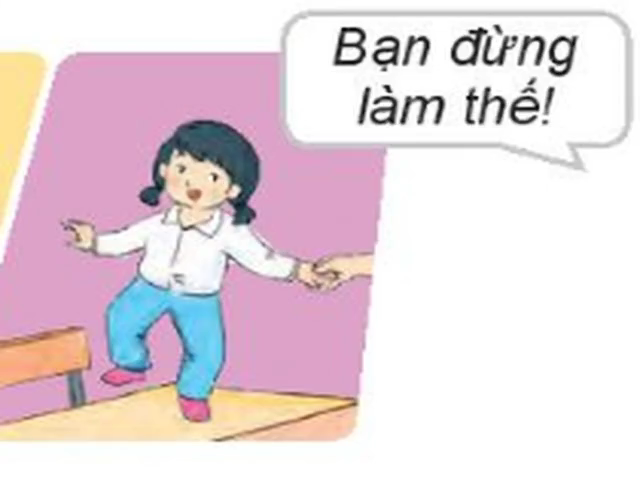 Bạn đừng
làm thế!